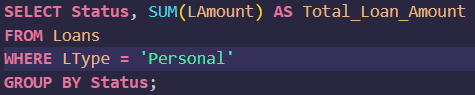 SELECT Status, SUM(LAmount) AS Total_Loan_Amount
FROM Loans
WHERE LType = 'Personal'
GROUP BY Status;